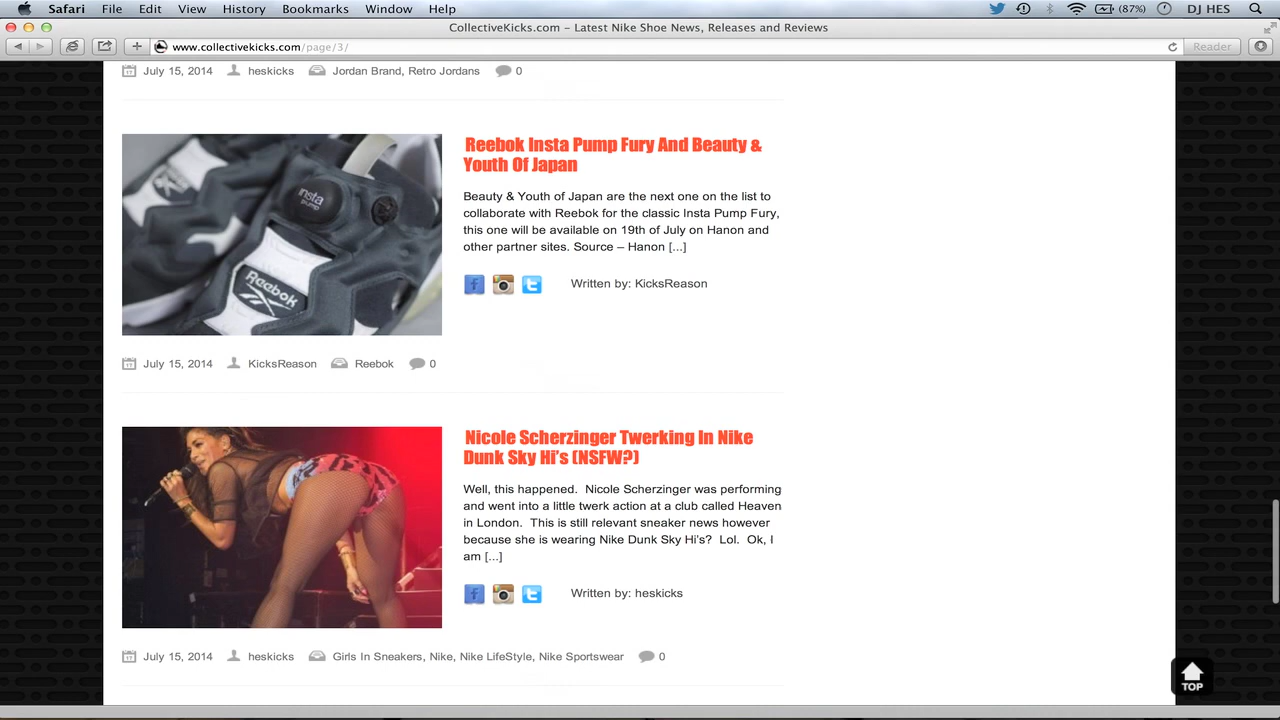 Safari File Edit View History Bookmarks Window Help (87%) DJ HES
CollectiveKicks.com – Latest Nike Shoe News, Releases and Reviews
www.collectivekicks.com/page/3/ Reader
July 15, 2014 heskicks Jordan Brand, Retro Jordans 0
insta
pump
Reebok
Reebok Insta Pump Fury And Beauty &
Youth Of Japan
Beauty & Youth of Japan are the next one on the list to
collaborate with Reebok for the classic Insta Pump Fury,
this one will be available on 19th of July on Hanon and
other partner sites. Source – Hanon [...]
Written by: KicksReason
July 15, 2014 KicksReason Reebok 0
Nicole Scherzinger Twerking In Nike
Dunk Sky Hi's (NSFW?)
Well, this happened.  Nicole Scherzinger was performing
and went into a little twerk action at a club called Heaven
in London.  This is still relevant sneaker news however
because she is wearing Nike Dunk Sky Hi's?  Lol.  Ok, I
am [...]
Written by: heskicks
July 15, 2014 heskicks Girls In Sneakers, Nike, Nike LifeStyle, Nike Sportswear 0
TOP